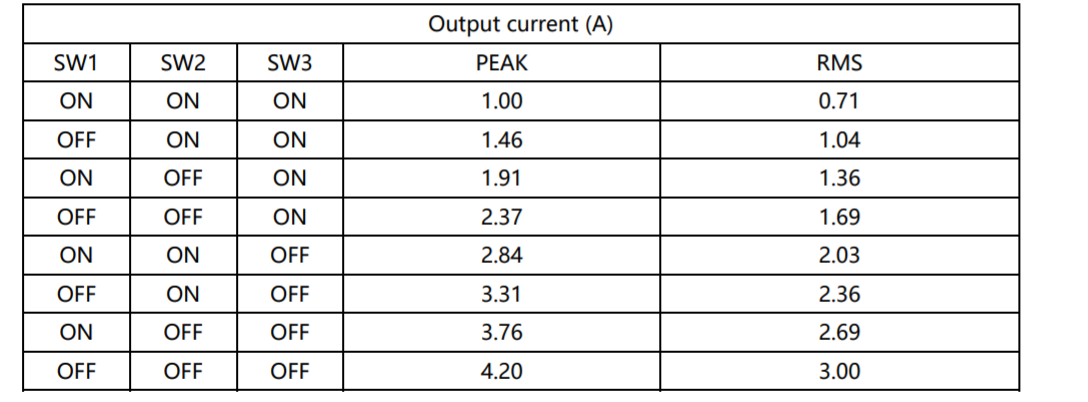 Output current (A)
SW1 SW2 SW3 PEAK RMS
ON ON ON 1.00 0.71
OFF ON ON 1.46 1.04
ON OFF ON 1.91 1.36
OFF OFF ON 2.37 1.69
ON ON OFF 2.84 2.03
OFF ON OFF 3.31 2.36
ON OFF OFF 3.76 2.69
OFF OFF OFF 4.20 3.00